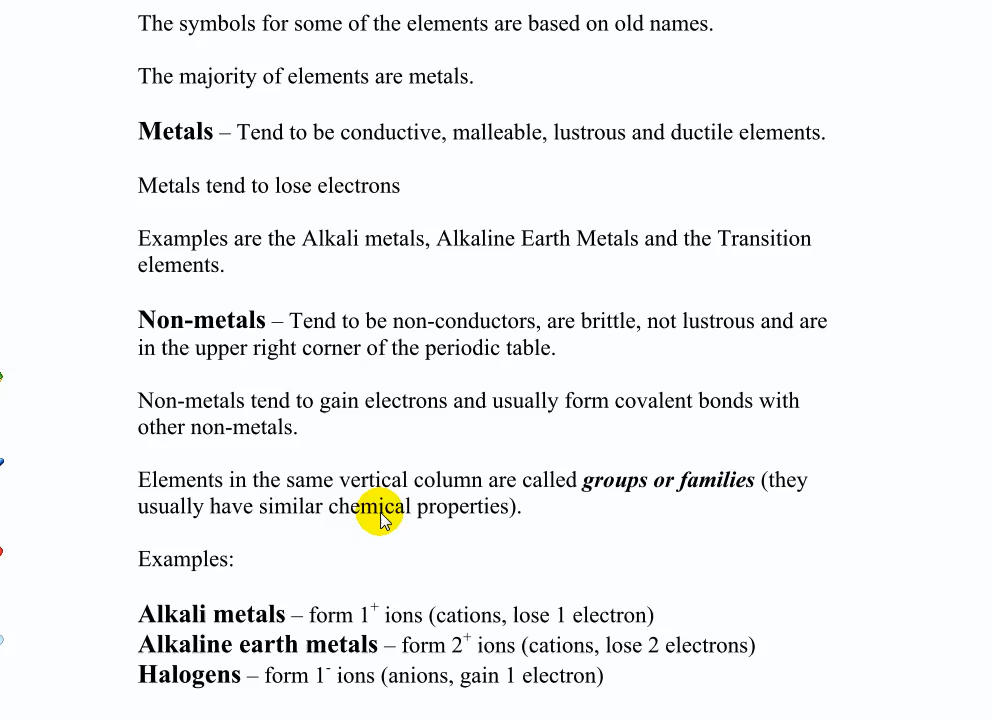 The symbols for some of the elements are based on old names.
The majority of elements are metals.
Metals – Tend to be conductive, malleable, lustrous and ductile elements.
Metals tend to lose electrons
Examples are the Alkali metals, Alkaline Earth Metals and the Transition
elements.
Non-metals – Tend to be non-conductors, are brittle, not lustrous and are
in the upper right corner of the periodic table.
Non-metals tend to gain electrons and usually form covalent bonds with
other non-metals.
Elements in the same vertical column are called groups or families (they
usually have similar chemical properties).
Examples:
Alkali metals – form 1⁺ ions (cations, lose 1 electron)
Alkaline earth metals – form 2⁺ ions (cations, lose 2 electrons)
Halogens – form 1⁻ ions (anions, gain 1 electron)